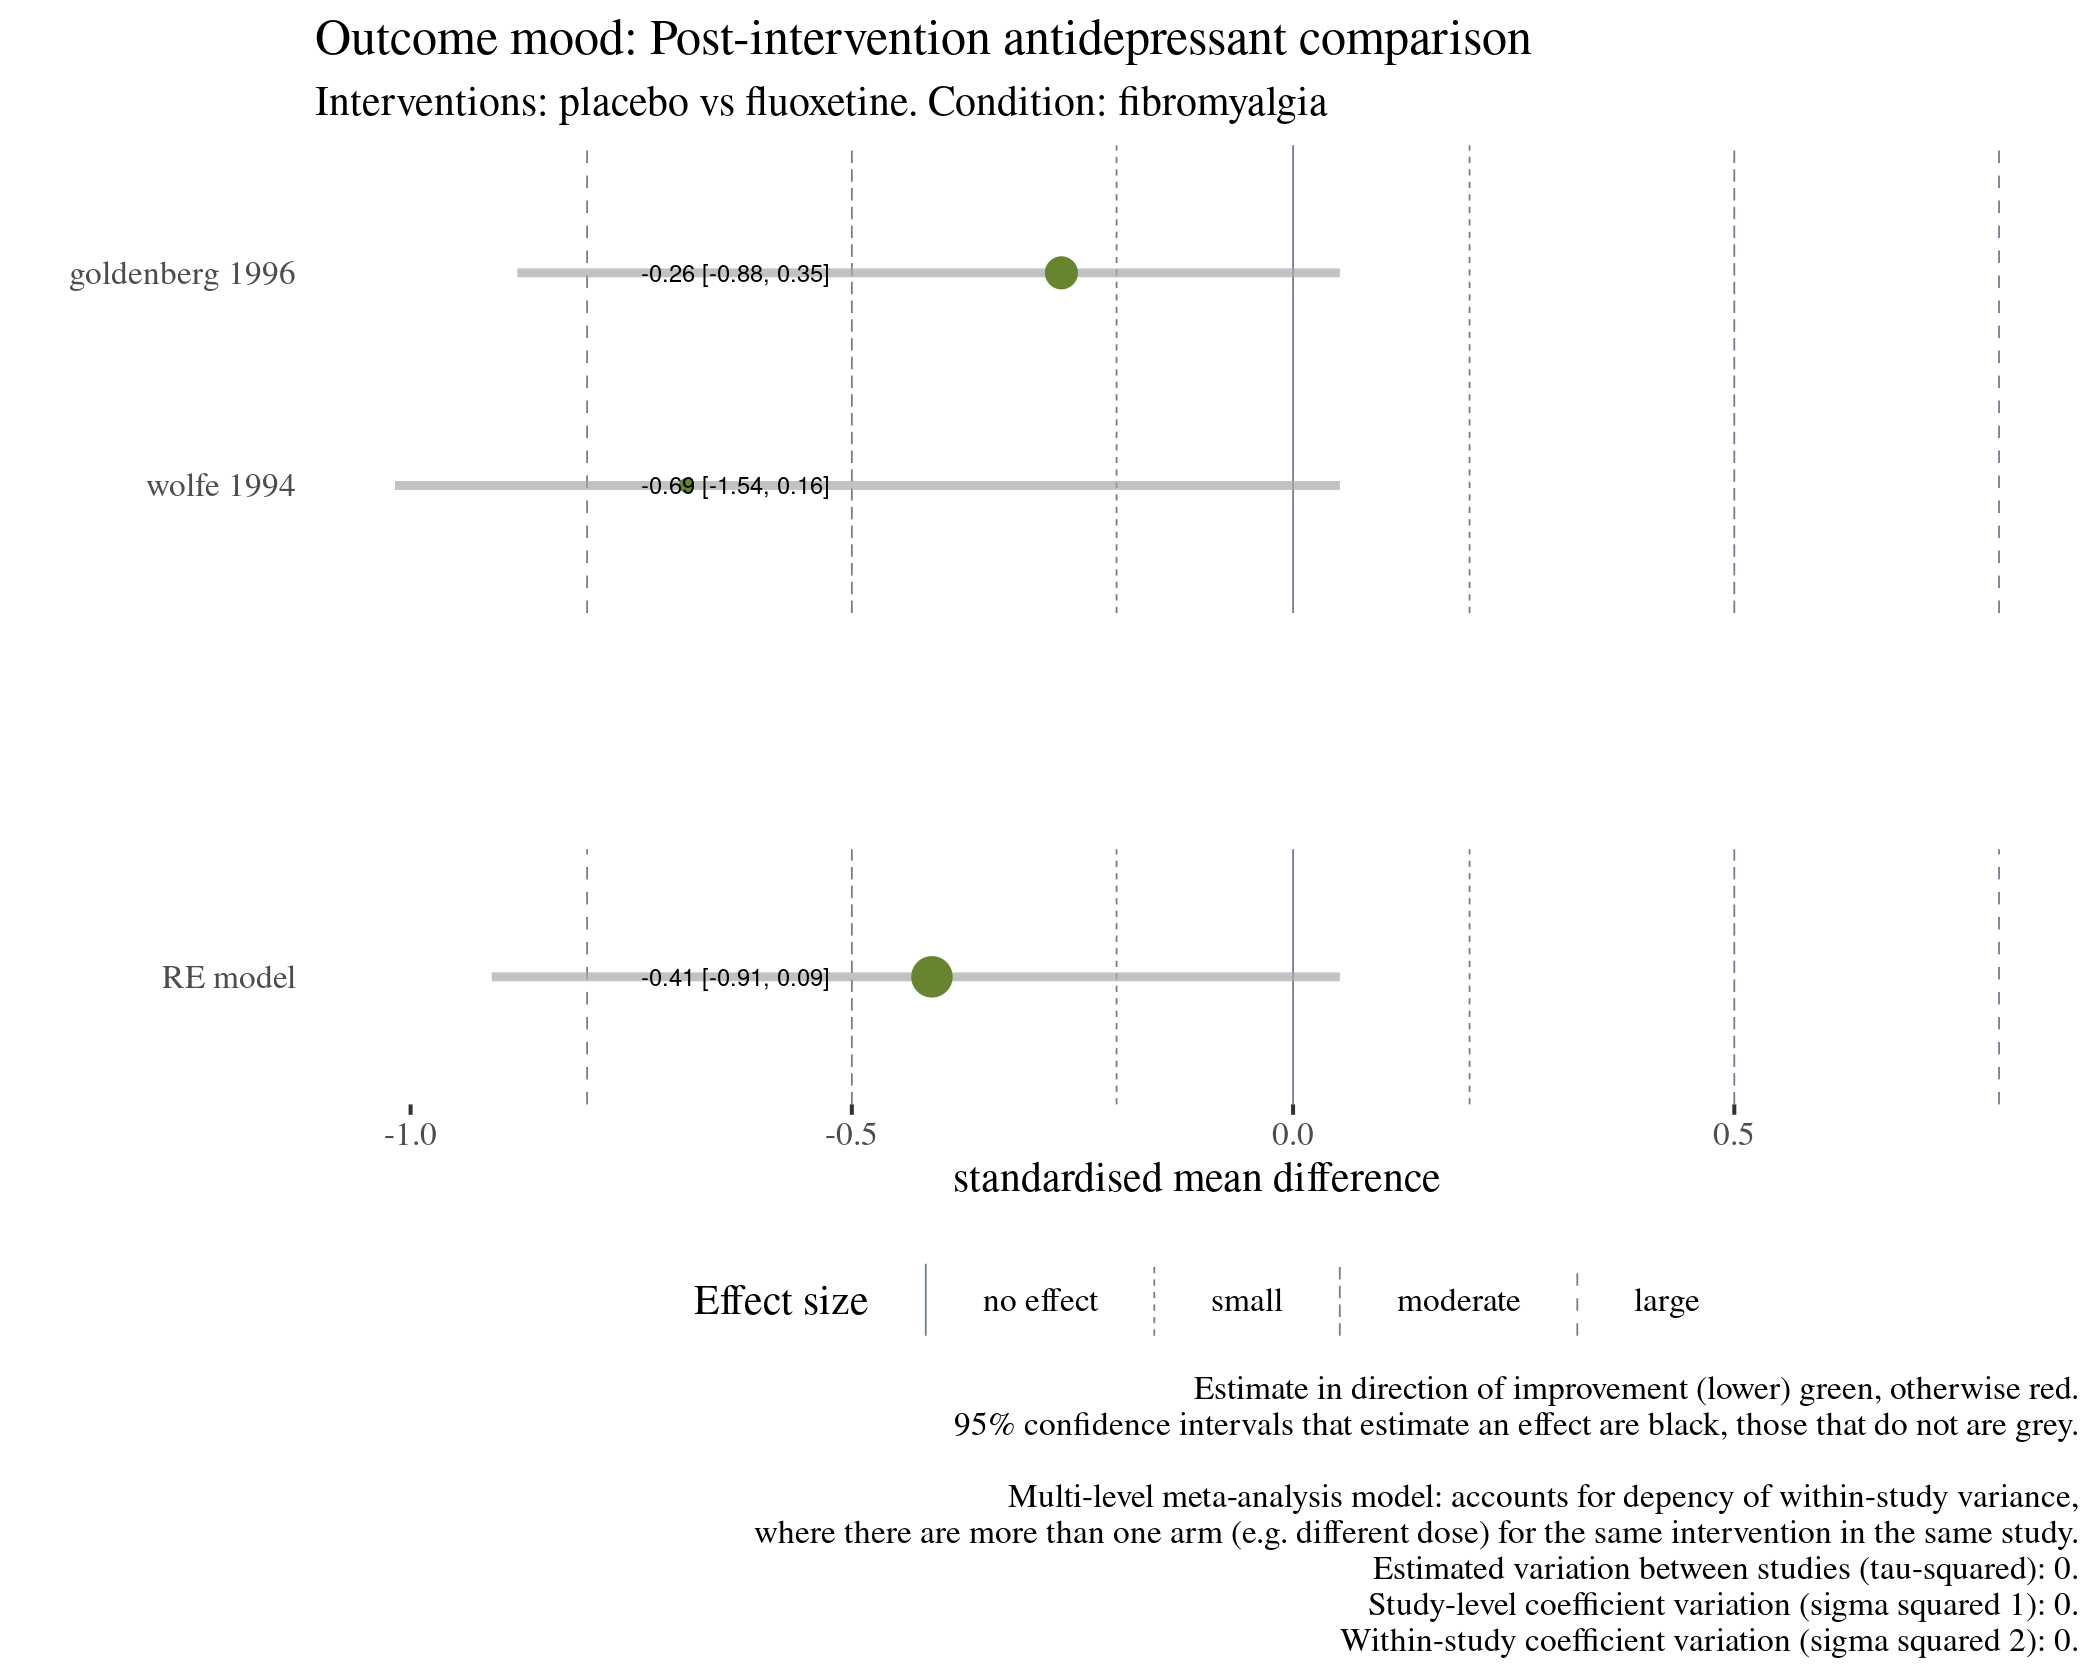 Outcome mood: Post-intervention antidepressant comparison
Interventions: placebo vs fluoxetine. Condition: fibromyalgia
goldenberg 1996
-0.26 [-0.88, 0.35]
wolfe 1994
-0.69 [-1.54, 0.16]
RE model
-0.41 [-0.91, 0.09]
-1.0 -0.5 0.0 0.5
standardised mean difference
Effect size no effect small moderate large
Estimate in direction of improvement (lower) green, otherwise red.
95% confidence intervals that estimate an effect are black, those that do not are grey.
Multi-level meta-analysis model: accounts for depency of within-study variance,
where there are more than one arm (e.g. different dose) for the same intervention in the same study.
Estimated variation between studies (tau-squared): 0.
Study-level coefficient variation (sigma squared 1): 0.
Within-study coefficient variation (sigma squared 2): 0.